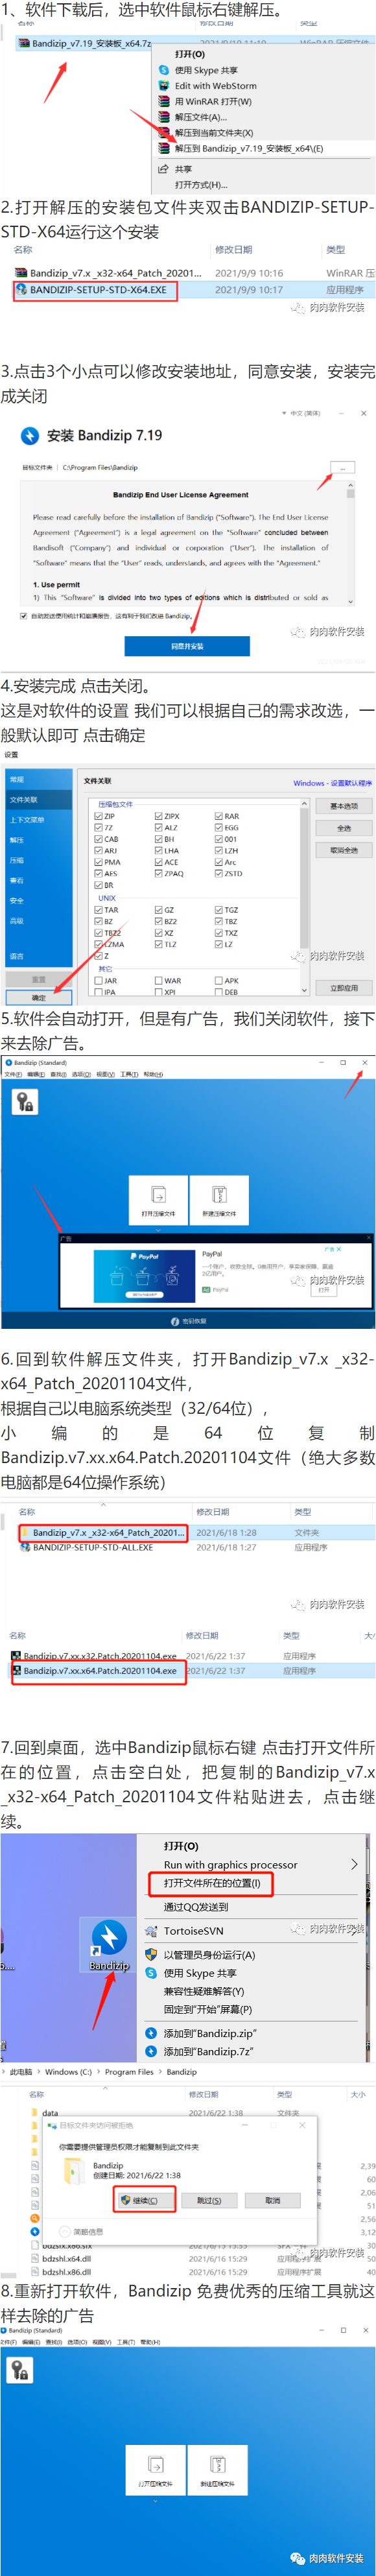 1、软件下载后，选中软件鼠标右键解压。
名称
修改日期
类型
Bandizip_v7.19_安装板_x64.7z
打开(O)
使用 Skype 共享
Edit with WebStorm
用 WinRAR 打开(W)
解压文件(A)...
解压到当前文件夹(X)
解压到 Bandizip_v7.19_安装板_x64\(E)
共享
打开方式(H)...
2.打开解压的安装包文件夹双击BANDIZIP-SETUP-
STD-X64运行这个安装
名称
修改日期
类型
Bandizip_v7.x _x32-x64_Patch_20201...
2021/9/9 10:16
WinRAR 压
BANDIZIP-SETUP-STD-X64.EXE
2021/9/9 10:17
应用程序
肉肉软件安装
3.点击3个小点可以修改安装地址，同意安装，安装完
成关闭
中文 (简体)
安装 Bandizip 7.19
目标文件夹
C:\Program Files\Bandizip
...
Bandizip End User License Agreement
Please read carefully before the installation of Bandizip ("Software"). The End User License
Agreement ("Agreement") is a legal agreement on the "Software" concluded between
Bandisoft ("Company") and individual or corporation ("User"). The installation of
"Software" means that the "User" reads, understands, and agrees with the "Agreement."
1. Use permit
1) This "Software" is divided into two types of editions which is distributed or sold as
同意并安装
肉肉软件安装
4.安装完成 点击关闭。
这是对软件的设置 我们可以根据自己的需求改选，一
般默认即可 点击确定
设置
常规
文件关联
上下文菜单
解压
压缩
查看
安全
高级
语言
重置
确定
文件关联
Windows - 设置默认程序
压缩包文件
ZIP ZIPX RAR
7Z ALZ EGG
CAB BH 001
ARJ LHA LZH
PMA ACE Arc
AES ZPAQ ZSTD
BR
UNIX
TAR GZ TGZ
BZ BZ2 TBZ
TBZ2 XZ TXZ
LZMA TLZ LZ
Z
其它
JAR WAR APK
IPA XPI DEB
基本选项
全选
取消全选
立即应用
肉肉软件安装
5.软件会自动打开，但是有广告，我们关闭软件，接下
来去除广告。
Bandizip (Standard)
文件(F) 编辑(E) 查找(I) 选项(O) 视图(V) 工具(T) 帮助(H)
打开压缩文件
新建压缩文件
广告
PayPal
PayPal
广告
一个账户，收款全球。
Ad PayPal
打开
肉肉软件安装
密码恢复
6.回到软件解压文件夹，打开Bandizip_v7.x _x32-
x64_Patch_20201104文件，
根据自己以电脑系统类型（32/64位），
小编的是64位复制
Bandizip.v7.xx.x64.Patch.20201104文件（绝大多数
电脑都是64位操作系统）
名称
修改日期
类型
Bandizip_v7.x _x32-x64_Patch_20201...
2021/6/18 1:28
文件夹
BANDIZIP-SETUP-STD-ALL.EXE
2021/6/18 1:27
应用程序
肉肉软件安装
名称
修改日期
类型
大小
Bandizip.v7.xx.x32.Patch.20201104.exe
2021/6/22 1:37
应用程序
Bandizip.v7.xx.x64.Patch.20201104.exe
2021/6/22 1:37
应用程序
7.回到桌面，选中Bandizip鼠标右键 点击打开文件所
在的位置，点击空白处，把复制的Bandizip_v7.x
_x32-x64_Patch_20201104文件粘贴进去，点击继
续。
Bandizip
打开(O)
Run with graphics processor
打开文件所在的位置(I)
通过QQ发送到
TortoiseSVN
以管理员身份运行(A)
使用 Skype 共享
兼容性疑难解答(Y)
固定到"开始"屏幕(P)
添加到"Bandizip.zip"
添加到"Bandizip.7z"
肉肉软件安装
此电脑 > Windows (C:) > Program Files > Bandizip
名称
修改日期
类型
大小
data
2021/6/22 1:38
文件夹
目标文件夹访问被拒绝
你需要提供管理员权限才能复制到此文件夹
Bandizip
创建日期: 2021/6/22 1:38
继续(C)
跳过(S)
取消
简略信息
bdzshl.x64.dll
2021/6/16 15:29
应用程序扩展
bdzshl.x86.dll
2021/6/16 15:29
应用程序扩展
肉肉软件安装
8.重新打开软件，Bandizip 免费优秀的压缩工具就这
样去除的广告
Bandizip (Standard)
文件(F) 编辑(E) 查找(I) 选项(O) 视图(V) 工具(T) 帮助(H)
打开压缩文件
新建压缩文件
肉肉软件安装